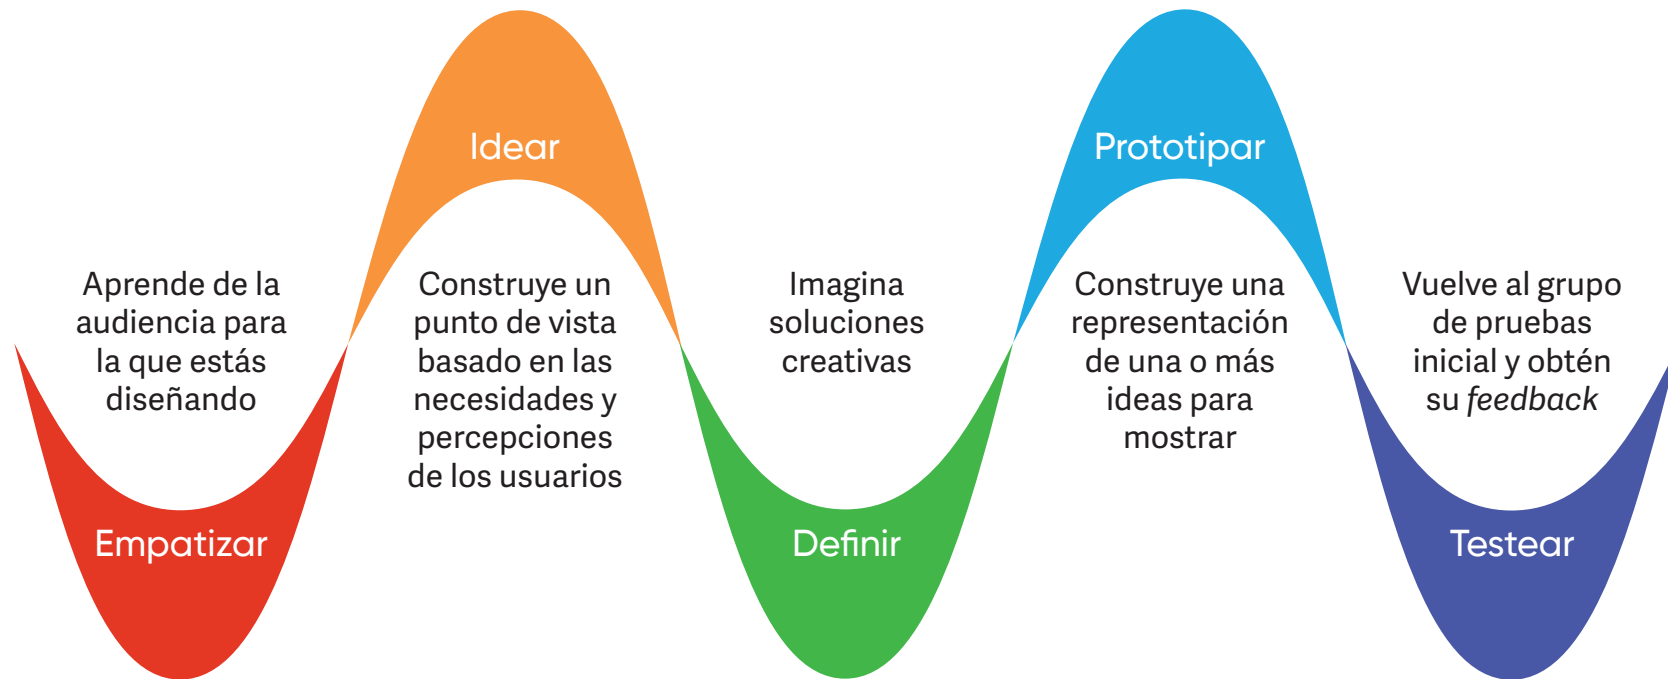 Empatizar
Aprende de la
audiencia para
la que estás
diseñando
Idear
Construye un
punto de vista
basado en las
necesidades y
percepciones
de los usuarios
Definir
Imagina
soluciones
creativas
Prototipar
Construye una
representación
de una o más
ideas para
mostrar
Testear
Vuelve al grupo
de pruebas
inicial y obtén
su feedback